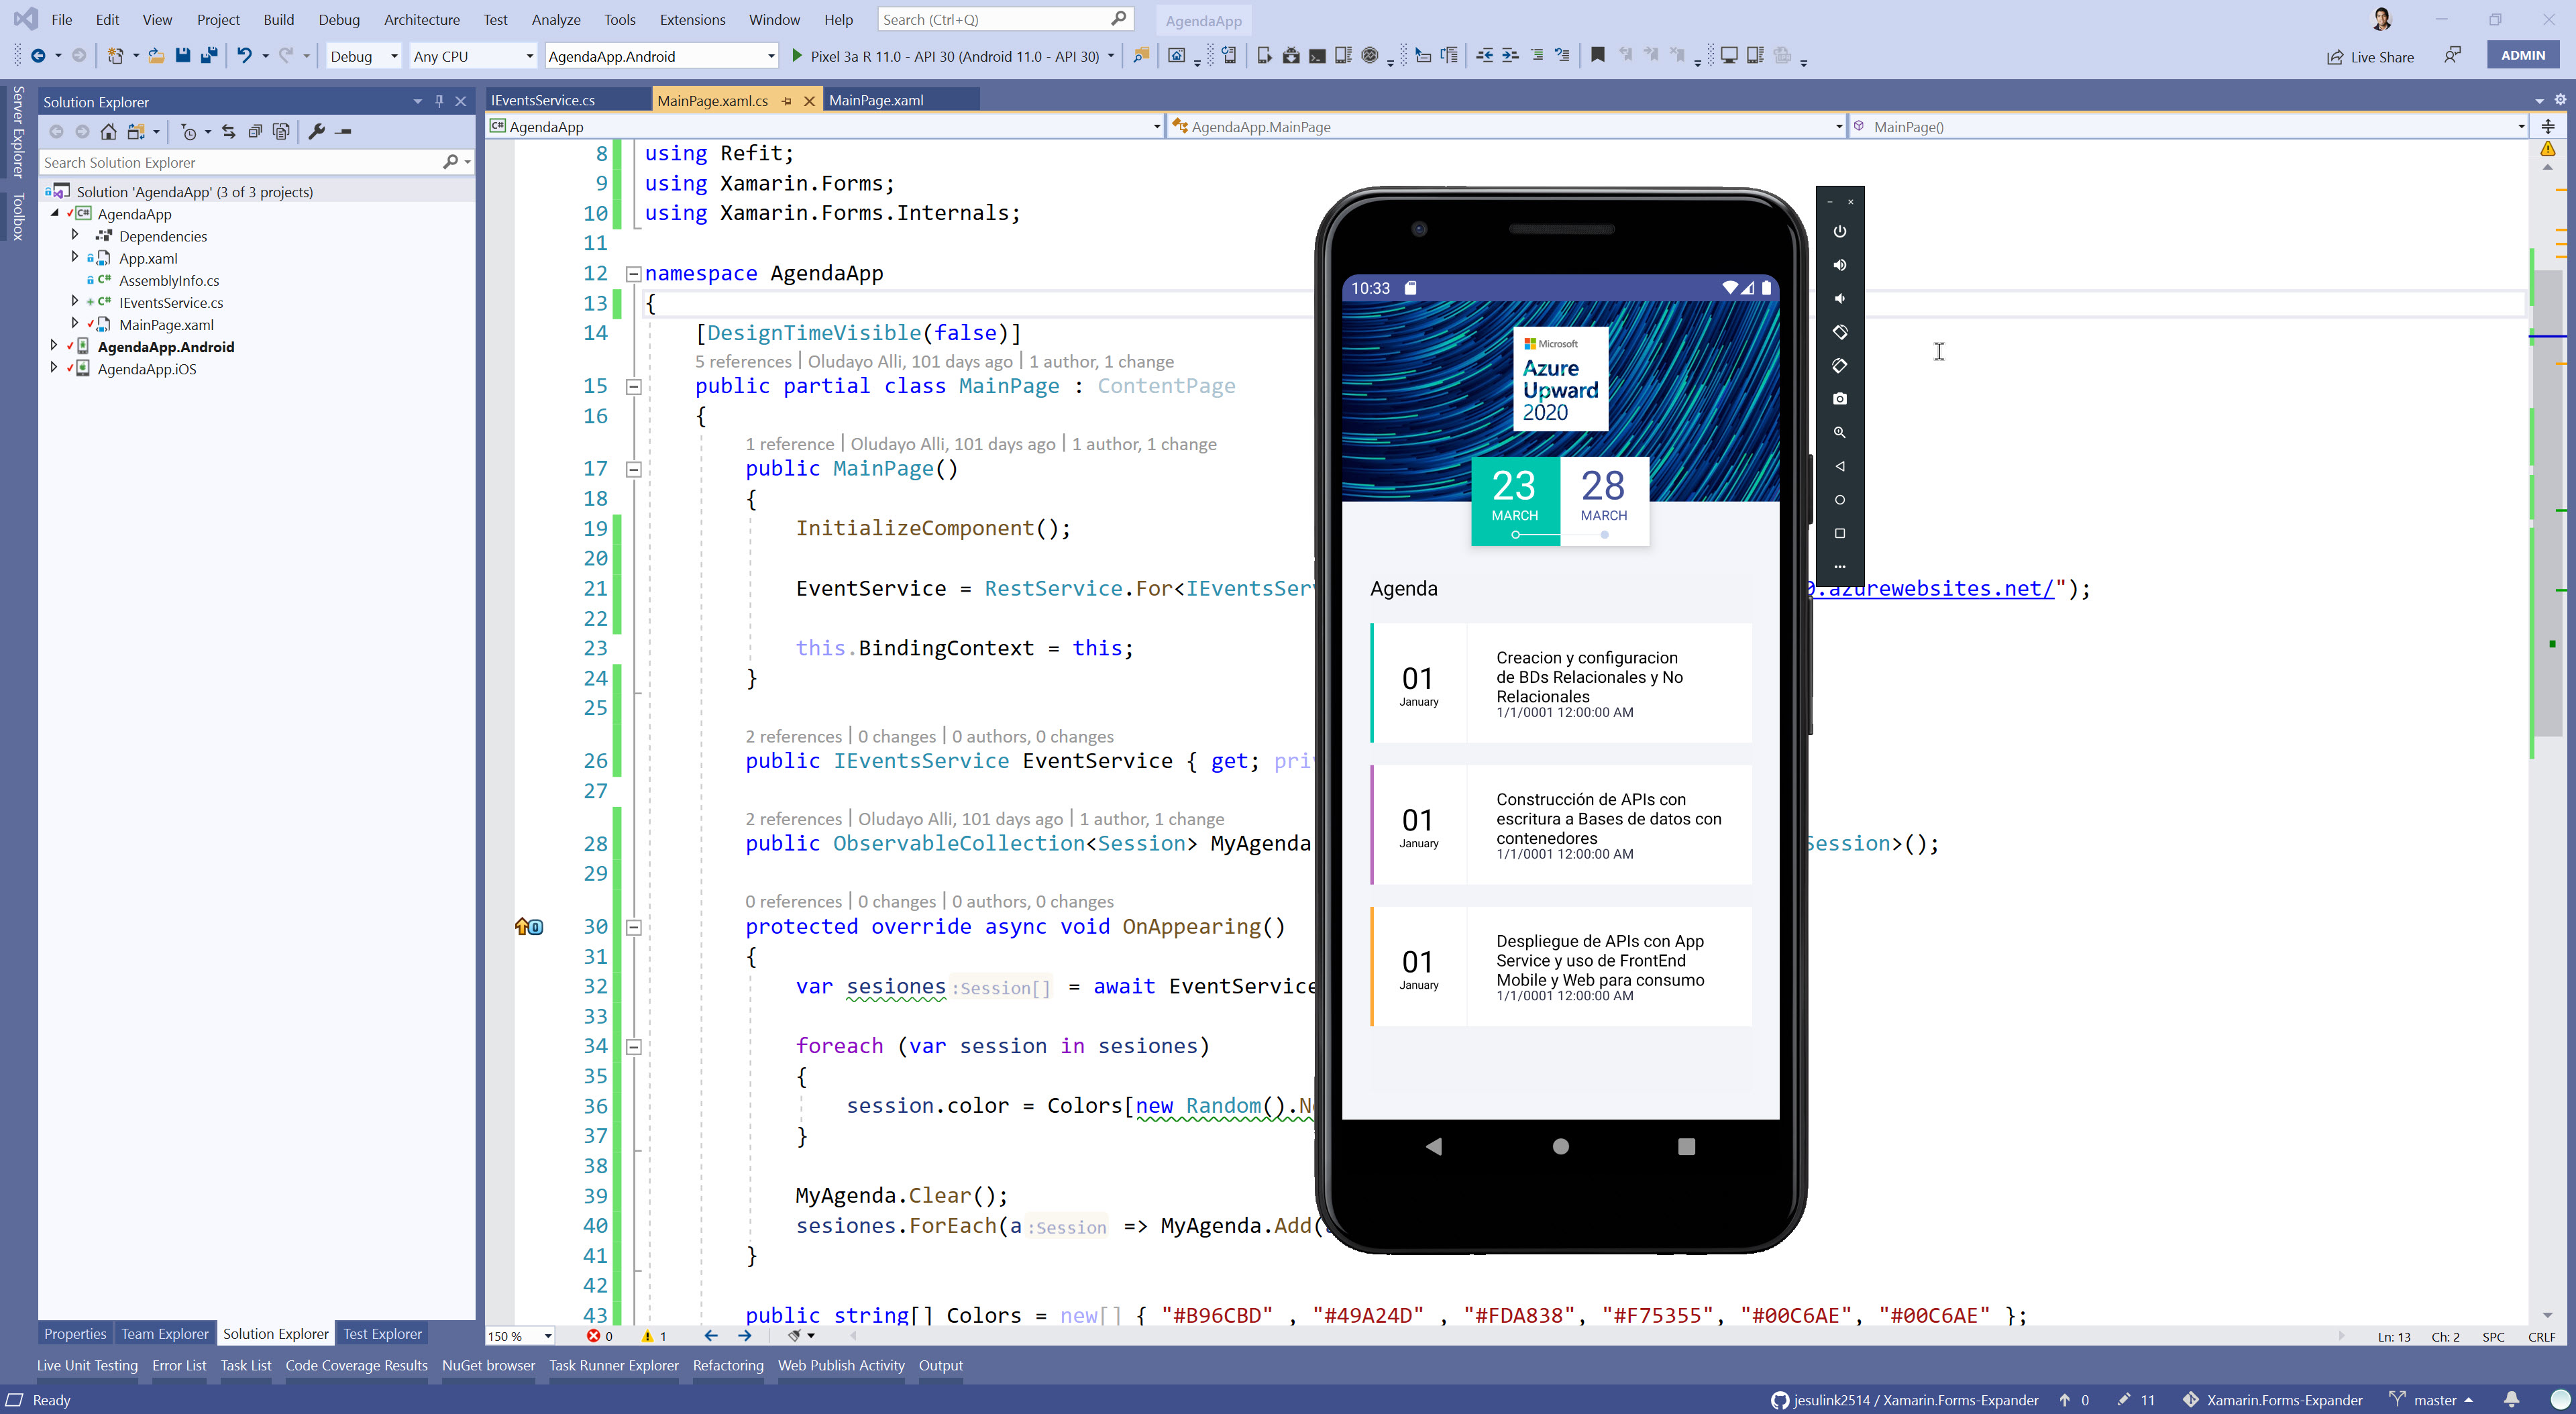 File Edit View Project Build Debug Architecture Test Analyze Tools Extensions Window Help Search (Ctrl+Q) AgendaApp
Debug Any CPU AgendaApp.Android Pixel 3a R 11.0 - API 30 (Android 11.0 - API 30) Live Share ADMIN
Server Explorer
Toolbox
Solution Explorer
Search Solution Explorer
Solution 'AgendaApp' (3 of 3 projects)
AgendaApp
Dependencies
App.xaml
AssemblyInfo.cs
IEventsService.cs
MainPage.xaml
AgendaApp.Android
AgendaApp.iOS
Properties Team Explorer Solution Explorer Test Explorer
IEventsService.cs MainPage.xaml.cs MainPage.xaml
AgendaApp AgendaApp.MainPage MainPage()
8 using Refit;
9 using Xamarin.Forms;
10 using Xamarin.Forms.Internals;
11
12 namespace AgendaApp
13 {
14 [DesignTimeVisible(false)]
5 references | Oludayo Alli, 101 days ago | 1 author, 1 change
15 public partial class MainPage : ContentPage
16 {
1 reference | Oludayo Alli, 101 days ago | 1 author, 1 change
17 public MainPage()
18 {
19 InitializeComponent();
20
21 EventService = RestService.For<IEventsSer .azurewebsites.net/");
22
23 this.BindingContext = this;
24 }
25
2 references | 0 changes | 0 authors, 0 changes
26 public IEventsService EventService { get; pri
27
2 references | Oludayo Alli, 101 days ago | 1 author, 1 change
28 public ObservableCollection<Session> MyAgenda Session>();
29
0 references | 0 changes | 0 authors, 0 changes
30 protected override async void OnAppearing()
31 {
32 var sesiones :Session[] = await EventService
33
34 foreach (var session in sesiones)
35 {
36 session.color = Colors[new Random().N
37 }
38
39 MyAgenda.Clear();
40 sesiones.ForEach(a :Session => MyAgenda.Add(
41 }
42
43 public string[] Colors = new[] { "#B96CBD" , "#49A24D" , "#FDA838", "#F75355", "#00C6AE", "#00C6AE" };
10:33
Microsoft
Azure
Upward
2020
23 28
MARCH MARCH
Agenda
01
January
Creacion y configuracion
de BDs Relacionales y No
Relacionales
1/1/0001 12:00:00 AM
01
January
Construcción de APIs con
escritura a Bases de datos con
contenedores
1/1/0001 12:00:00 AM
01
January
Despliegue de APIs con App
Service y uso de FrontEnd
Mobile y Web para consumo
1/1/0001 12:00:00 AM
150 % 0 1 Ln: 13 Ch: 2 SPC CRLF
Live Unit Testing Error List Task List Code Coverage Results NuGet browser Task Runner Explorer Refactoring Web Publish Activity Output
Ready jesulink2514 / Xamarin.Forms-Expander 0 11 Xamarin.Forms-Expander master